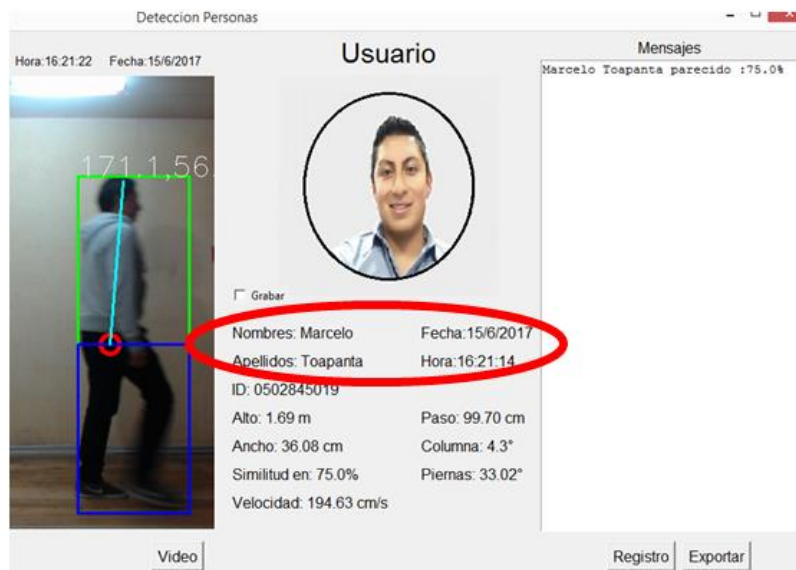 Deteccion Personas
Hora:16:21:22 Fecha:15/6/2017
171.1,56.
Usuario
Grabar
Nombres: Marcelo Fecha:15/6/2017
Apellidos: Toapanta Hora:16:21:14
ID: 0502845019
Alto: 1.69 m Paso: 99.70 cm
Ancho: 36.08 cm Columna: 4.3°
Similitud en: 75.0% Piernas: 33.02°
Velocidad: 194.63 cm/s
Mensajes
Marcelo Toapanta parecido :75.0%
Video Registro Exportar